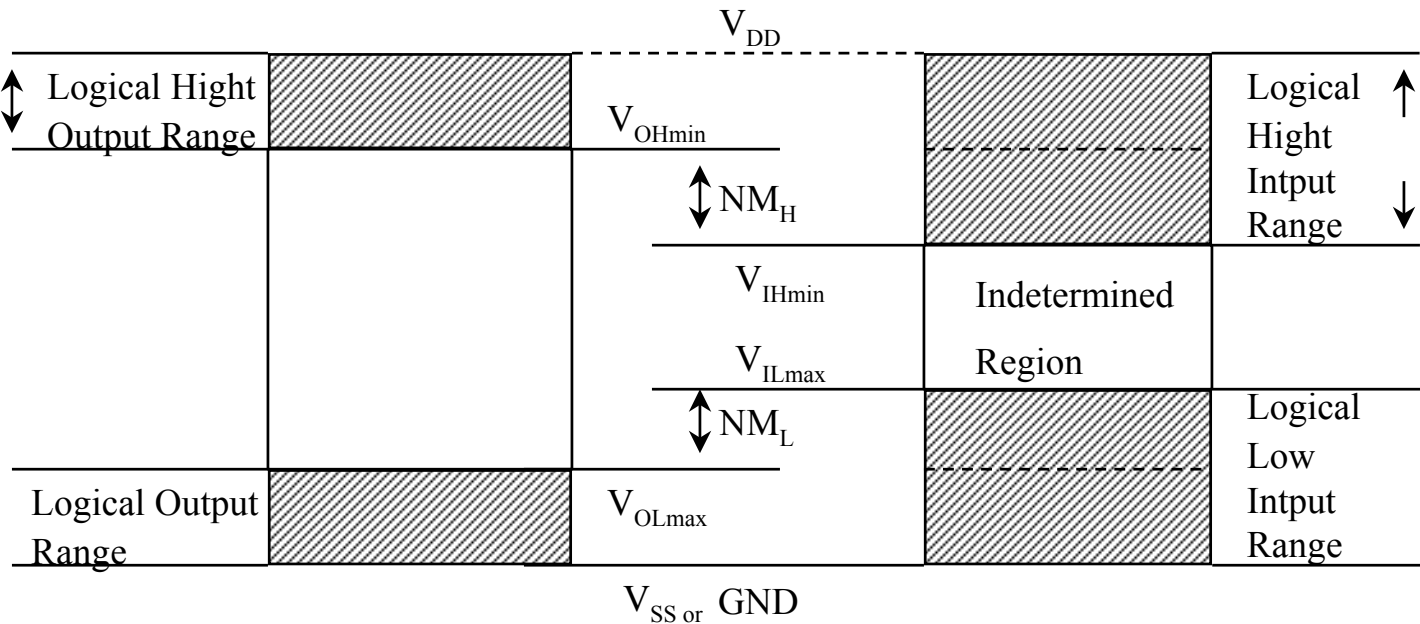 V_DD
Logical Hight
Output Range
V_OHmin
NM_H
V_IHmin
V_ILmax
NM_L
Logical Output
Range
V_OLmax
V_SS or GND
Logical
Hight
Intput
Range
Indetermined
Region
Logical
Low
Intput
Range